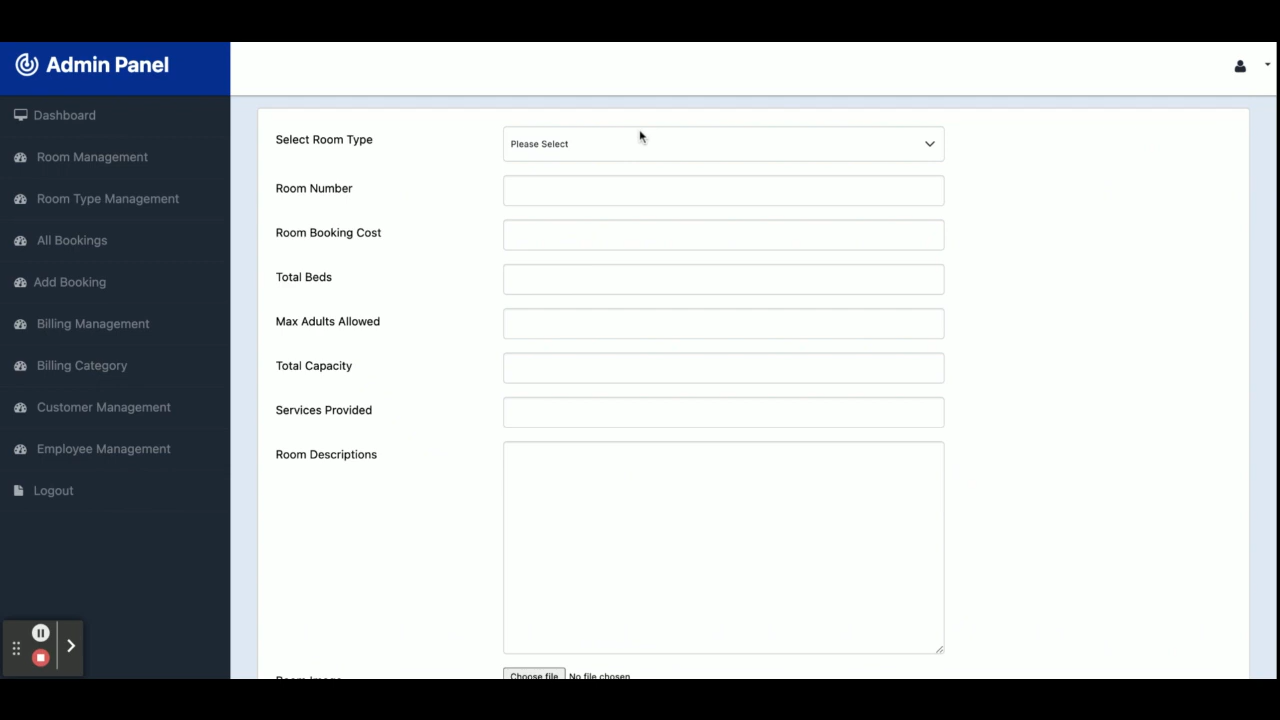 Admin Panel
Dashboard
Room Management
Room Type Management
All Bookings
Add Booking
Billing Management
Billing Category
Customer Management
Employee Management
Logout
Select Room Type
Please Select
Room Number
Room Booking Cost
Total Beds
Max Adults Allowed
Total Capacity
Services Provided
Room Descriptions
Room Image
Choose file No file chosen